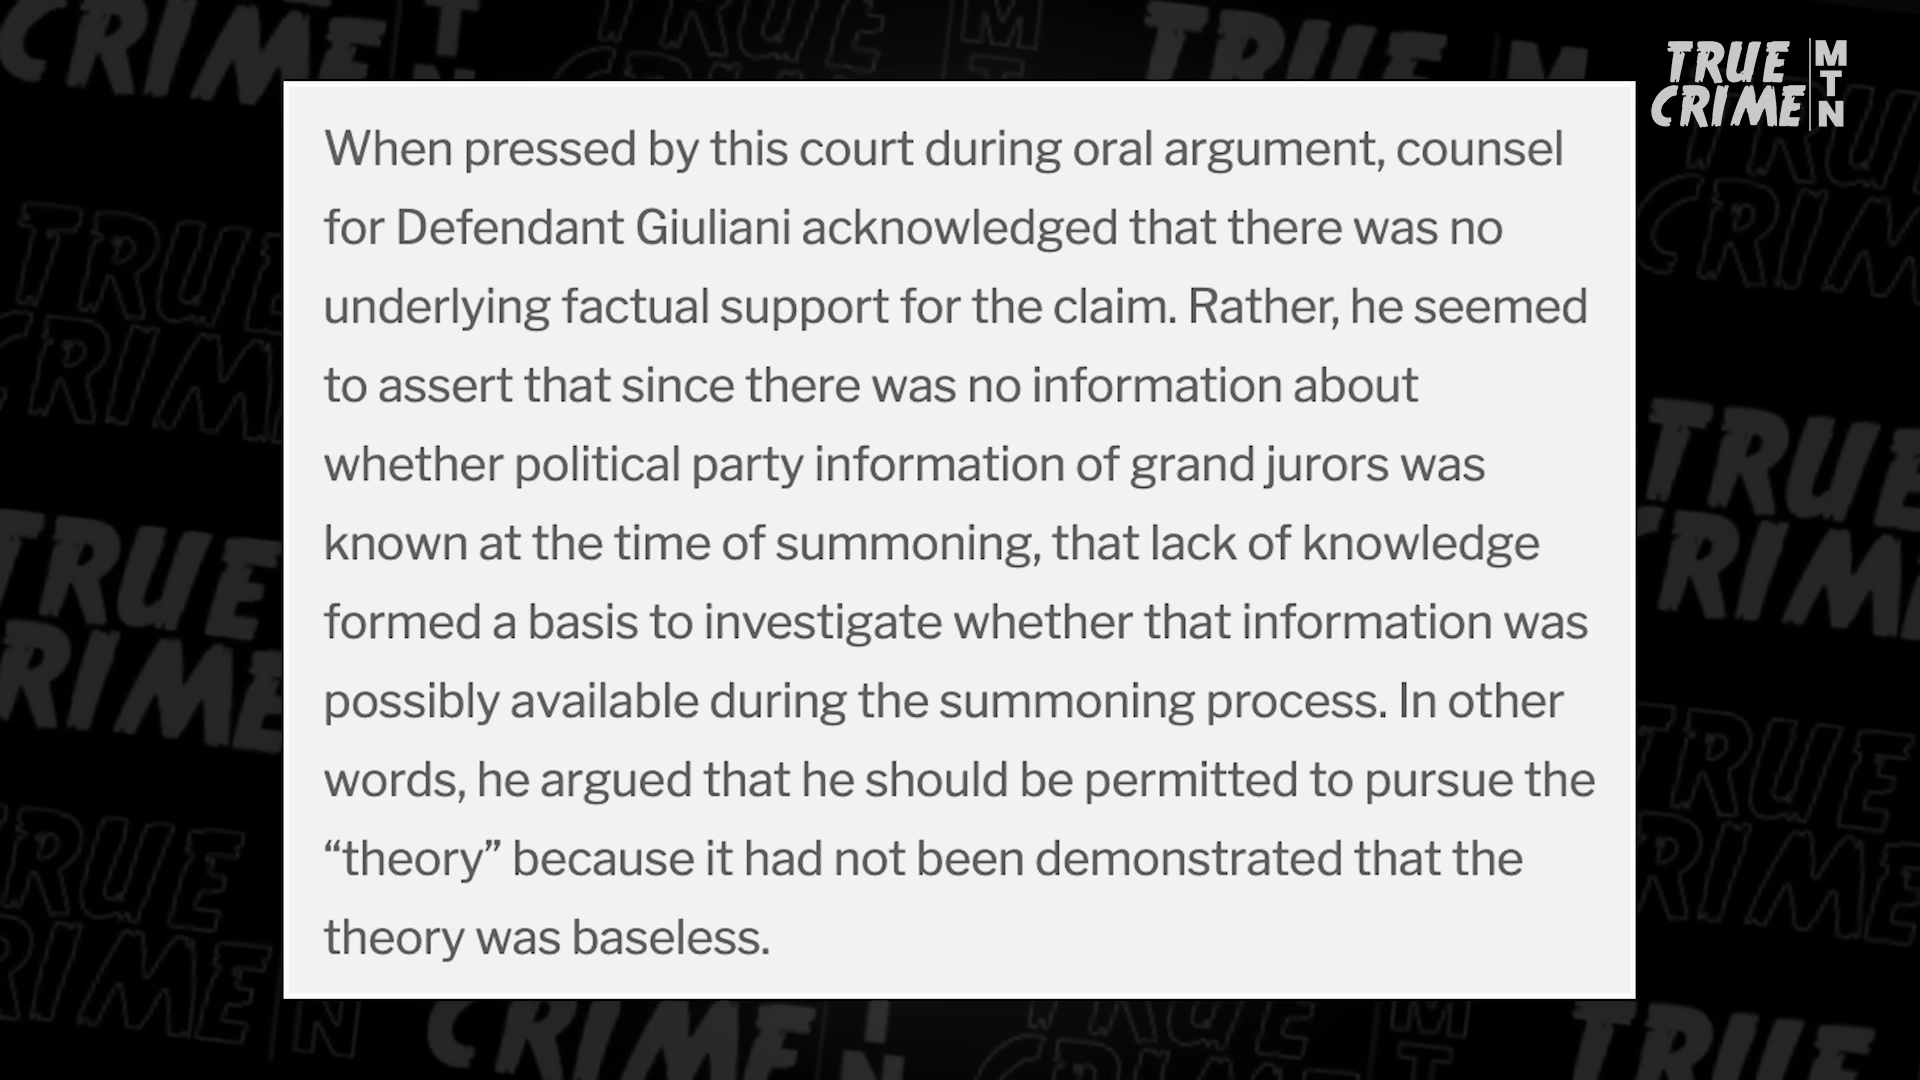 TRUE
CRIME
MTN
When pressed by this court during oral argument, counsel
for Defendant Giuliani acknowledged that there was no
underlying factual support for the claim. Rather, he seemed
to assert that since there was no information about
whether political party information of grand jurors was
known at the time of summoning, that lack of knowledge
formed a basis to investigate whether that information was
possibly available during the summoning process. In other
words, he argued that he should be permitted to pursue the
“theory” because it had not been demonstrated that the
theory was baseless.